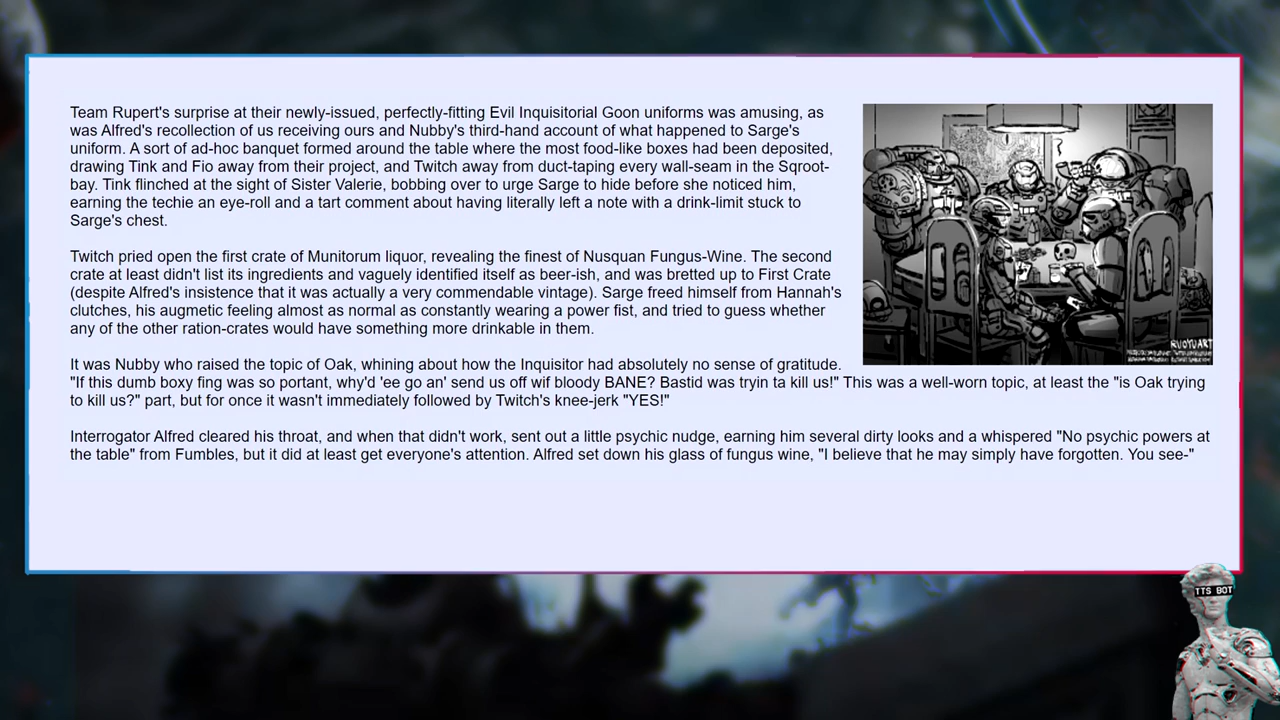 Team Rupert's surprise at their newly-issued, perfectly-fitting Evil Inquisitorial Goon uniforms was amusing, as
was Alfred's recollection of us receiving ours and Nubby's third-hand account of what happened to Sarge's
uniform. A sort of ad-hoc banquet formed around the table where the most food-like boxes had been deposited,
drawing Tink and Fio away from their project, and Twitch away from duct-taping every wall-seam in the Sqroot-
bay. Tink flinched at the sight of Sister Valerie, bobbing over to urge Sarge to hide before she noticed him,
earning the techie an eye-roll and a tart comment about having literally left a note with a drink-limit stuck to
Sarge's chest.
Twitch pried open the first crate of Munitorum liquor, revealing the finest of Nusquan Fungus-Wine. The second
crate at least didn't list its ingredients and vaguely identified itself as beer-ish, and was bretted up to First Crate
(despite Alfred's insistence that it was actually a very commendable vintage). Sarge freed himself from Hannah's
clutches, his augmetic feeling almost as normal as constantly wearing a power fist, and tried to guess whether
any of the other ration-crates would have something more drinkable in them.
It was Nubby who raised the topic of Oak, whining about how the Inquisitor had absolutely no sense of gratitude.
"If this dumb boxy fing was so portant, why'd 'ee go an' send us off wif bloody BANE? Bastid was tryin ta kill us!" This was a well-worn topic, at least the "is Oak trying
to kill us?" part, but for once it wasn't immediately followed by Twitch's knee-jerk "YES!"
Interrogator Alfred cleared his throat, and when that didn't work, sent out a little psychic nudge, earning him several dirty looks and a whispered "No psychic powers at
the table" from Fumbles, but it did at least get everyone's attention. Alfred set down his glass of fungus wine, "I believe that he may simply have forgotten. You see-"
RUOYUART
TTS BOT